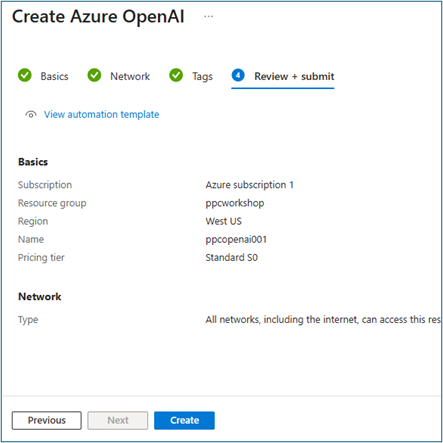 Create Azure OpenAI ...
Basics Network Tags 4 Review + submit
View automation template
Basics
Subscription Azure subscription 1
Resource group ppcworkshop
Region West US
Name ppcopenai001
Pricing tier Standard S0
Network
Type All networks, including the internet, can access this res
Previous Next Create